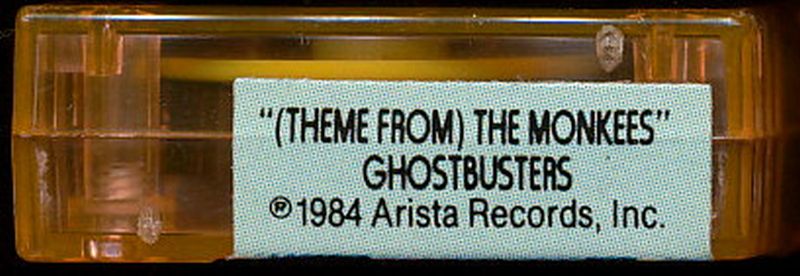 "(THEME FROM) THE MONKEES"
GHOSTBUSTERS
®1984 Arista Records, Inc.